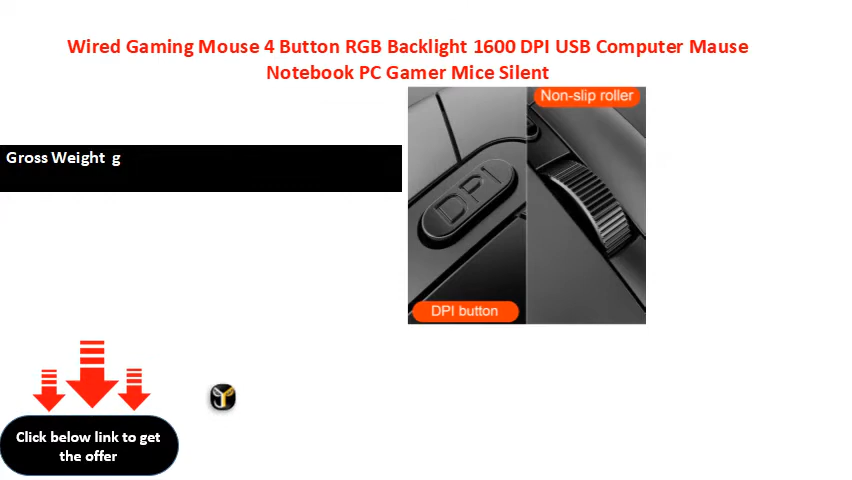 Wired Gaming Mouse 4 Button RGB Backlight 1600 DPI USB Computer Mause
Notebook PC Gamer Mice Silent
Non-slip roller
Gross Weight g
DPI
DPI button
Click below link to get
the offer